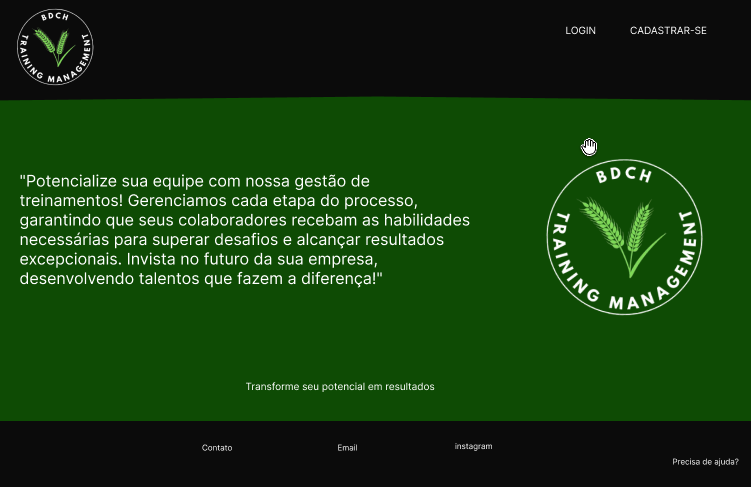 BDCH
TRAINING MANAGEMENT
LOGIN
CADASTRAR-SE
"Potencialize sua equipe com nossa gestão de
treinamentos! Gerenciamos cada etapa do processo,
garantindo que seus colaboradores recebam as habilidades
necessárias para superar desafios e alcançar resultados
excepcionais. Invista no futuro da sua empresa,
desenvolvendo talentos que fazem a diferença!"
BDCH
TRAINING MANAGEMENT
Transforme seu potencial em resultados
Contato
Email
instagram
Precisa de ajuda?